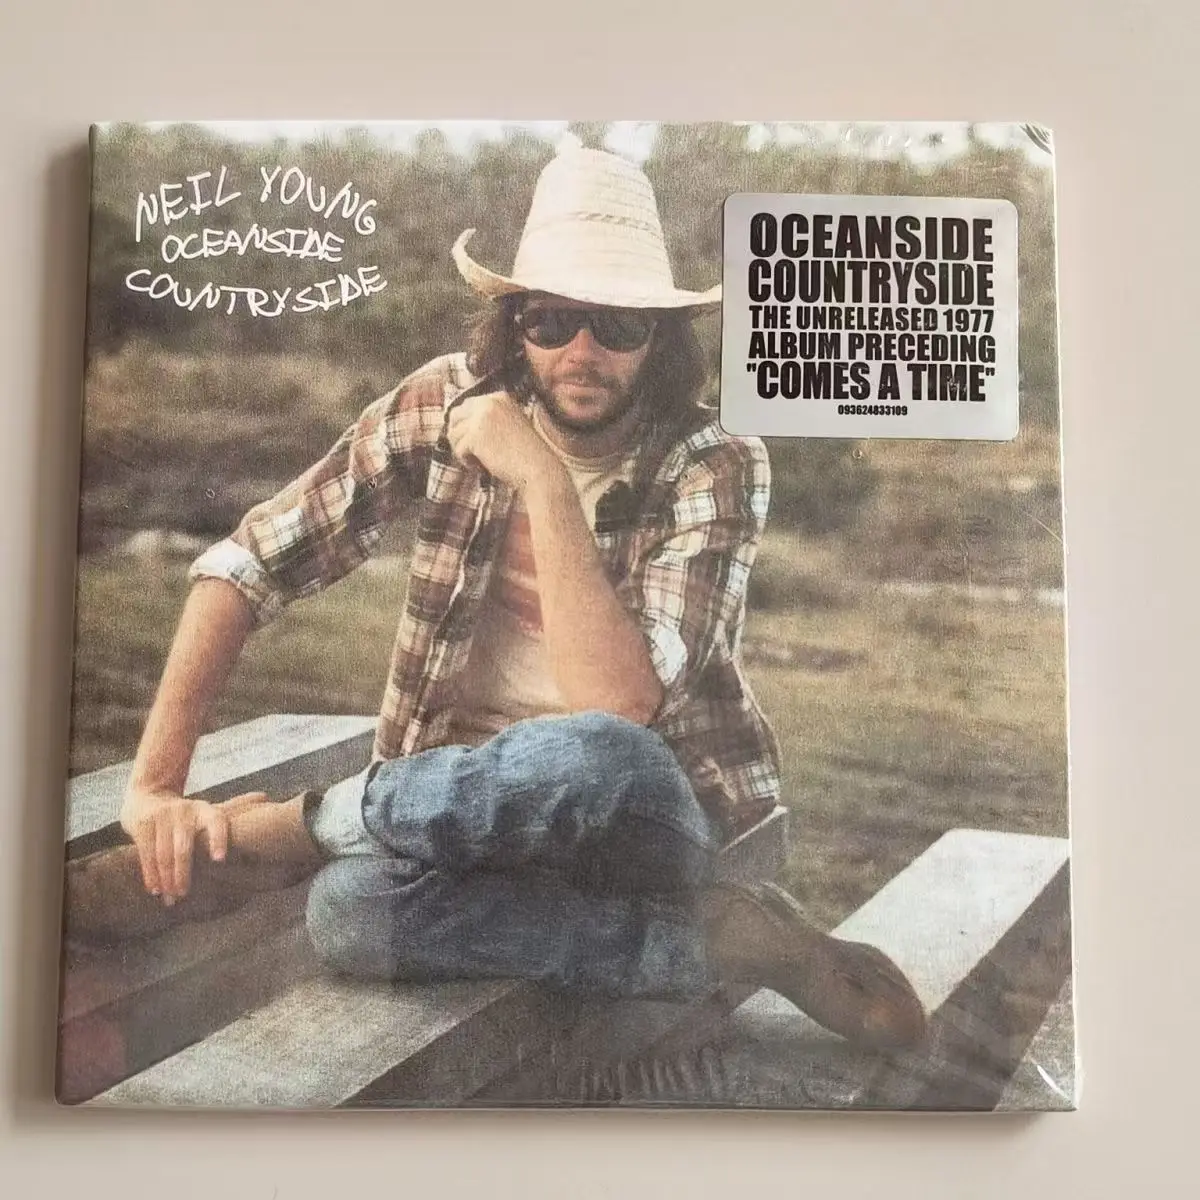 NEIL YOUNG
OCEANSIDE
COUNTRYSIDE
OCEANSIDE
COUNTRYSIDE
THE UNRELEASED 1977
ALBUM PRECEDING
"COMES A TIME"
093624833109